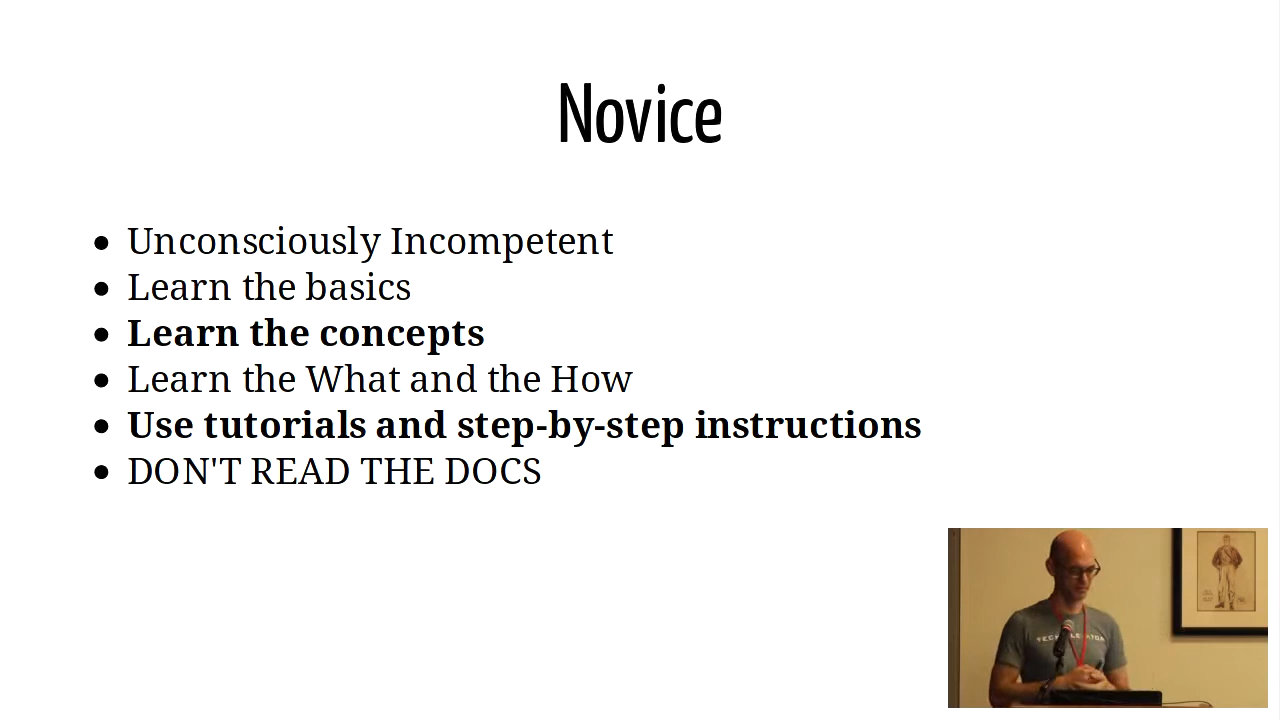 Novice
Unconsciously Incompetent
Learn the basics
Learn the concepts
Learn the What and the How
Use tutorials and step-by-step instructions
DON'T READ THE DOCS